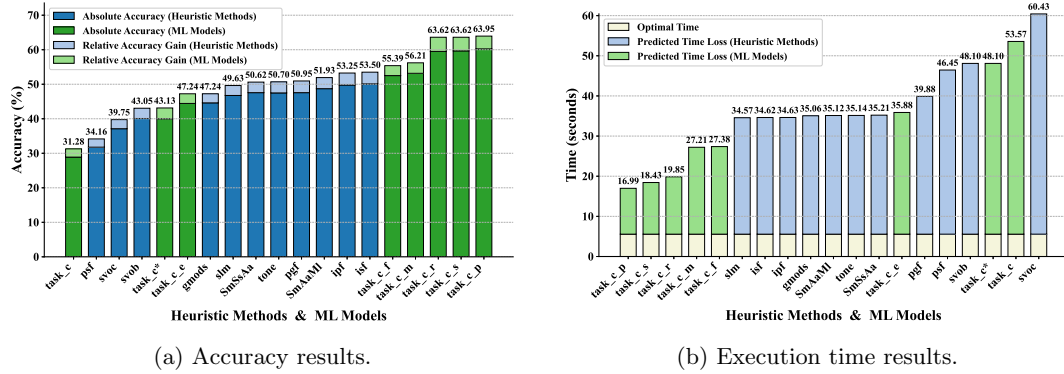 Absolute Accuracy (Heuristic Methods)
Absolute Accuracy (ML Models)
Relative Accuracy Gain (Heuristic Methods)
Relative Accuracy Gain (ML Models)
Accuracy (%)
70
60
50
40
30
20
10
0
31.28 34.16 39.75 43.05 43.13 47.24 47.24 49.63 50.62 50.70 50.95 51.93 53.25 53.50 55.39 56.21 63.62 63.62 63.95
task_c psf svoc svob task_c* task_c_e gmods slm SmSsAa tonc pgf SmAaMl ipf isf task_c_f task_c_m task_c_r task_c_s task_c_p
Heuristic Methods & ML Models
(a) Accuracy results.
Optimal Time
Predicted Time Loss (Heuristic Methods)
Predicted Time Loss (ML Models)
Time (seconds)
60
50
40
30
20
10
0
16.99 18.43 19.85 27.21 27.38 34.57 34.62 34.63 35.06 35.12 35.14 35.21 35.88 39.88 46.45 48.10 48.10 53.57 60.43
task_c_p task_c_s task_c_r task_c_m task_c_f slm isf ipf gmods SmAaMl tonc SmSsAa task_c_e pgf psf svob task_c* task_c svoc
Heuristic Methods & ML Models
(b) Execution time results.